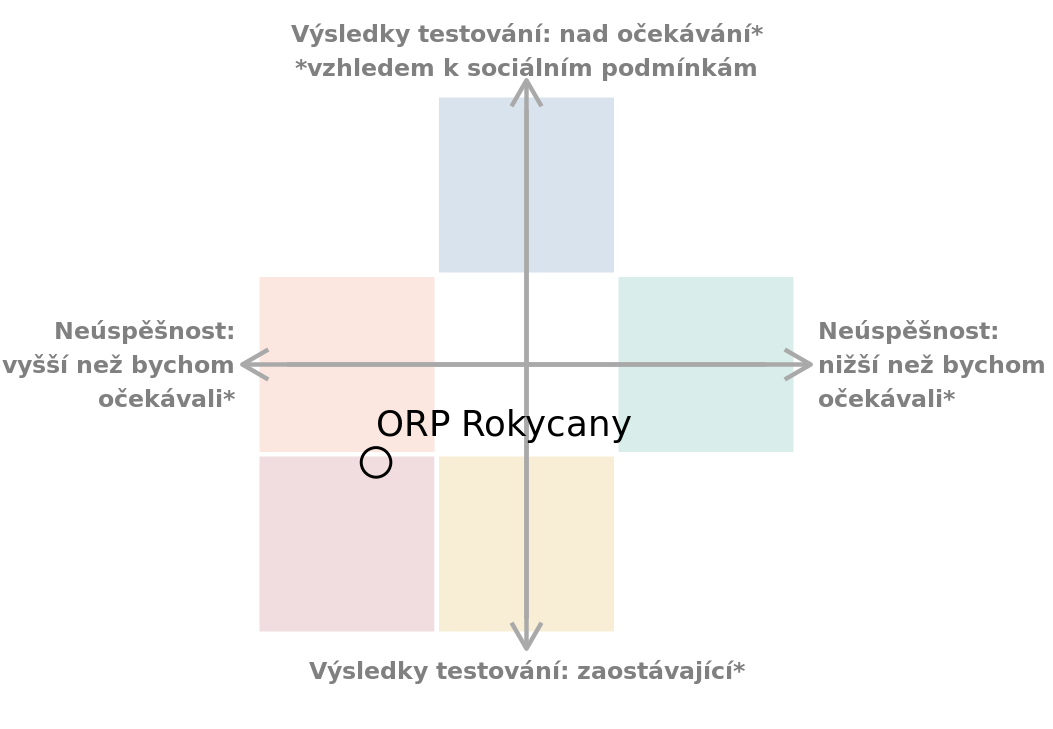 Výsledky testování: nad očekávání*
*vzhledem k sociálním podmínkám
Neúspěšnost:
vyšší než bychom
očekávali*
Neúspěšnost:
nižší než bychom
očekávali*
ORP Rokycany
Výsledky testování: zaostávající*